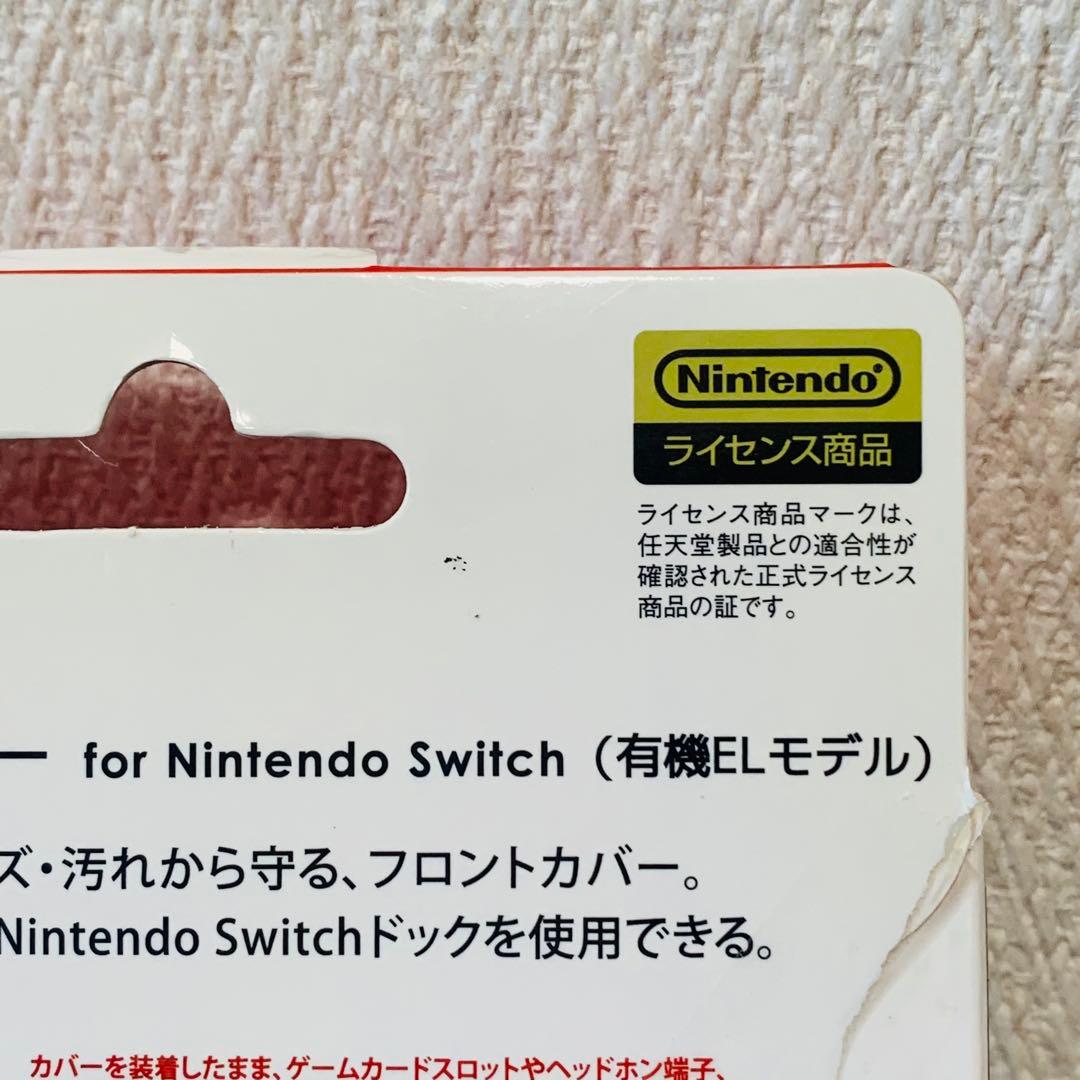 Nintendo
ライセンス商品
ライセンス商品マークは、
任天堂製品との適合性が
確認された正式ライセンス
商品の証です。
ー for Nintendo Switch（有機ELモデル）
ズ・汚れから守る、フロントカバー。
Nintendo Switchドックを使用できる。
カバーを装着したまま、ゲームカードスロットやヘッドホン端子、